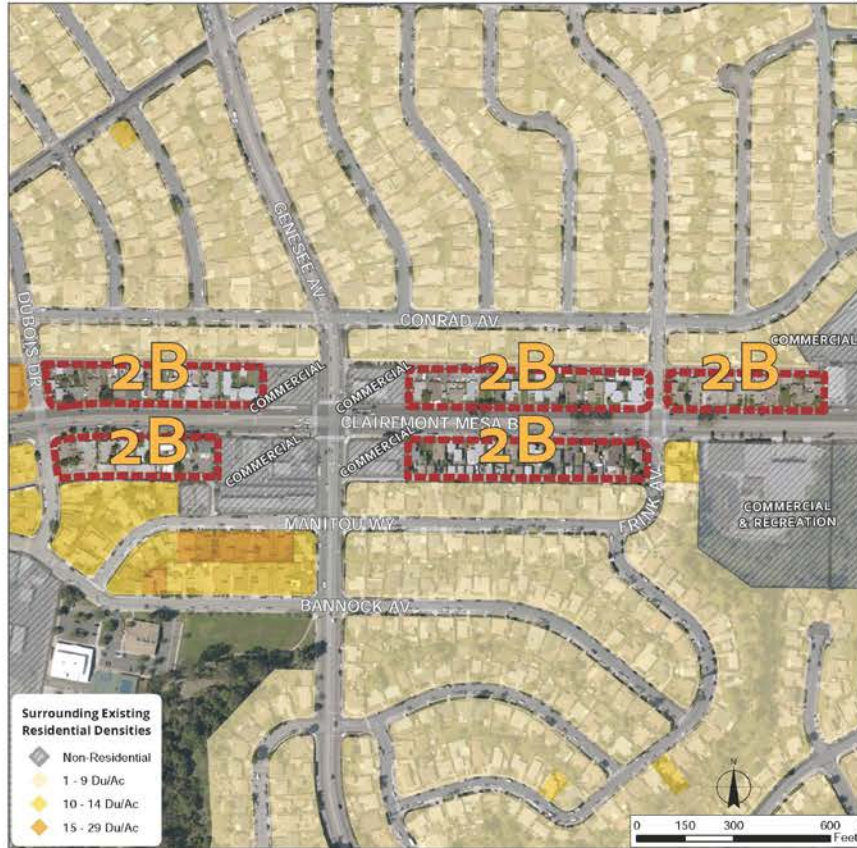 GENESEE AV
CONRAD AV
DUBOIS DR
COMMERCIAL
2B
COMMERCIAL
COMMERCIAL
2B
2B
CLAIREMONT MESA B
2B
COMMERCIAL
COMMERCIAL
2B
FRINK AV
COMMERCIAL
& RECREATION
MANITOU WY
BANNOCK AV
Surrounding Existing
Residential Densities
Non-Residential
1 - 9 Du/Ac
10 - 14 Du/Ac
15 - 29 Du/Ac
N
0 150 300 600
Feet